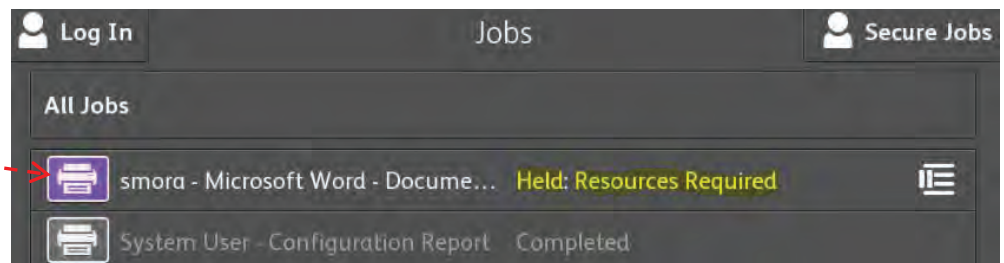 Log In Jobs Secure Jobs
All Jobs
smora - Microsoft Word - Docume... Held: Resources Required
System User - Configuration Report Completed